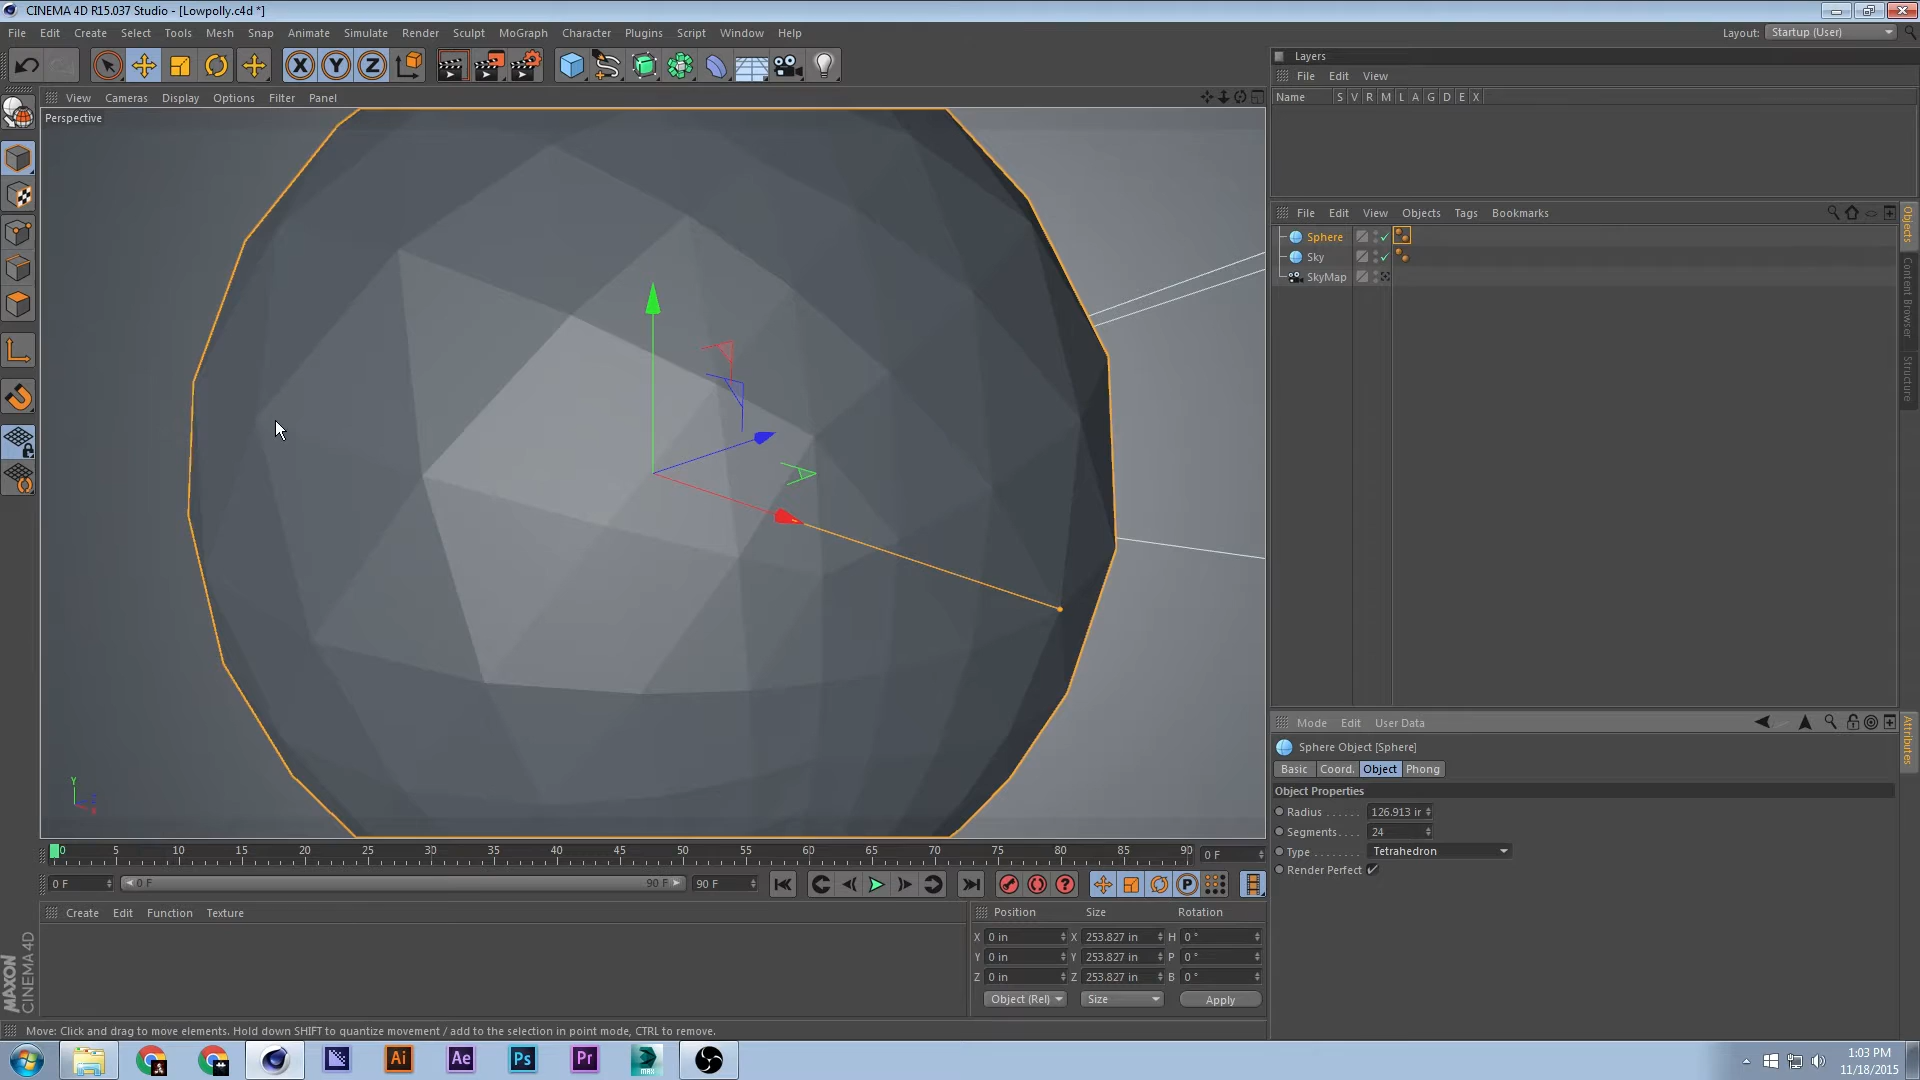 CINEMA 4D R15.037 Studio - [Lowpolly.c4d *]
File Edit Create Select Tools Mesh Snap Animate Simulate Render Sculpt MoGraph Character Plugins Script Window Help
Layout: Startup (User)
View Cameras Display Options Filter Panel
Perspective
Layers
File Edit View
Name S V R M L A G D E X
File Edit View Objects Tags Bookmarks
Sphere
Sky
SkyMap
Objects
Content Browser
Structure
Mode Edit User Data
Attributes
Sphere Object [Sphere]
Basic Coord. Object Phong
Object Properties
Radius . . . . . . 126.913 in
Segments. . . . 24
Type . . . . . . . . Tetrahedron
Render Perfect
Y
0 5 10 15 20 25 30 35 40 45 50 55 60 65 70 75 80 85 90
0 F
0 F 0 F 90 F 90 F
Create Edit Function Texture
Position Size Rotation
X 0 in X 253.827 in H 0 °
Y 0 in Y 253.827 in P 0 °
Z 0 in Z 253.827 in B 0 °
Object (Rel) Size Apply
MAXON
CINEMA 4D
Move: Click and drag to move elements. Hold down SHIFT to quantize movement / add to the selection in point mode, CTRL to remove.
Ai Ae Ps Pr MAX
1:03 PM
11/18/2015